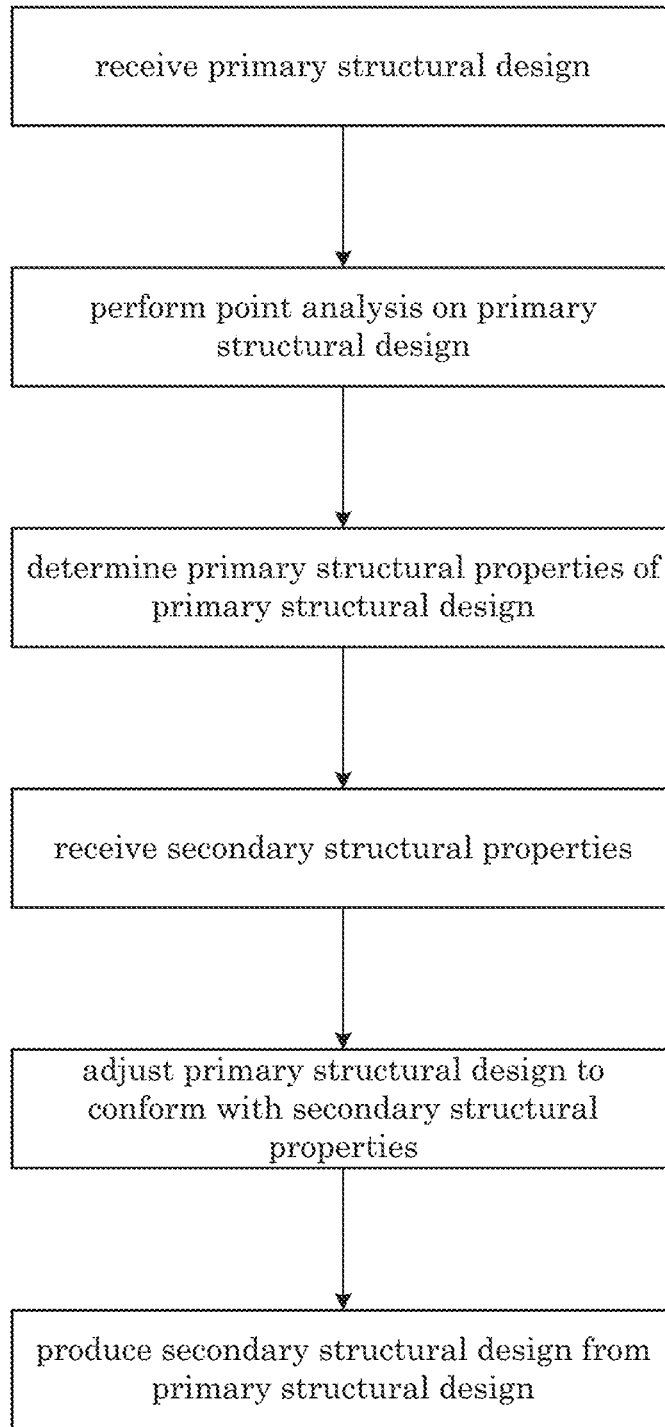 receive primary structural design
perform point analysis on primary
structural design
determine primary structural properties of
primary structural design
receive secondary structural properties
adjust primary structural design to
conform with secondary structural
properties
produce secondary structural design from
primary structural design